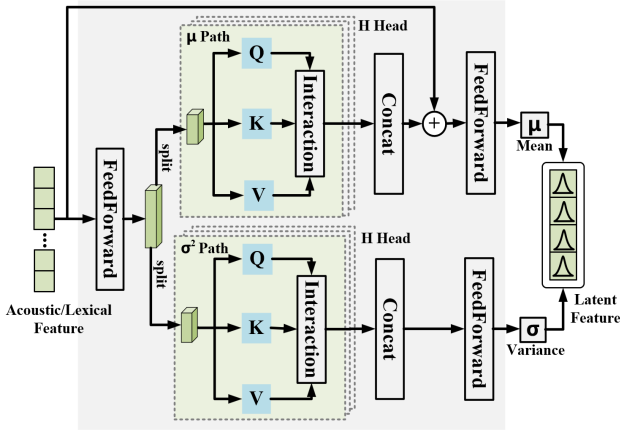 H Head
μ Path
Q
K
V
Interaction
Concat
+
FeedForward
μ
Mean
split
FeedForward
split
...
Acoustic/Lexical
Feature
H Head
σ² Path
Q
K
V
Interaction
Concat
FeedForward
σ
Variance
Latent
Feature